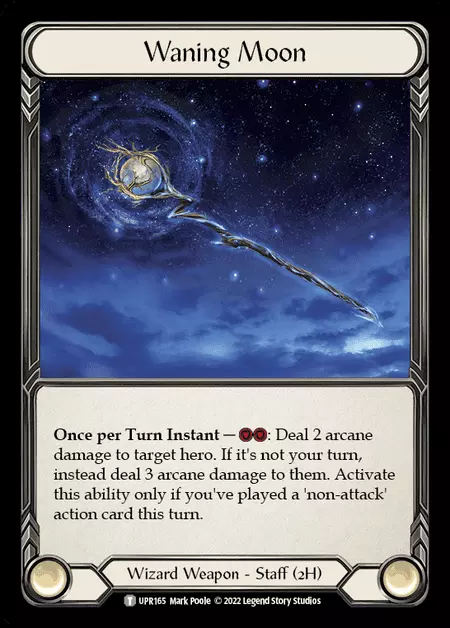 Waning Moon
Once per Turn Instant — : Deal 2 arcane
damage to target hero. If it's not your turn,
instead deal 3 arcane damage to them. Activate
this ability only if you've played a 'non-attack'
action card this turn.
Wizard Weapon - Staff (2H)
T UPR165 Mark Poole © 2022 Legend Story Studios